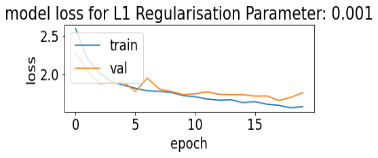 model loss for L1 Regularisation Parameter: 0.001
2.5
2.0
loss
train
val
0
5
10
15
epoch